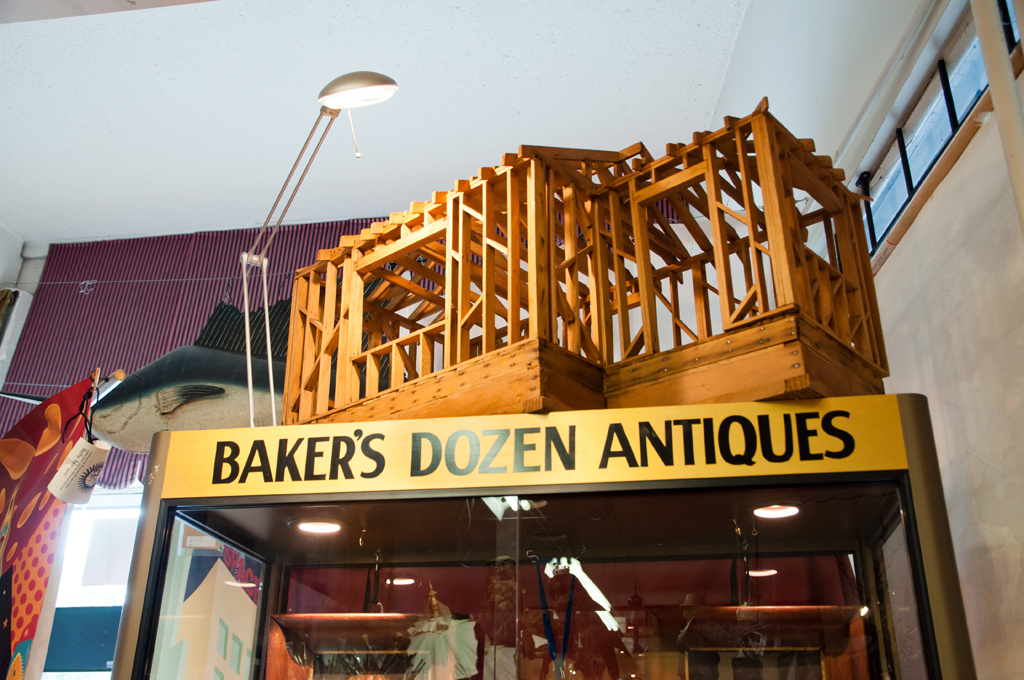 BAKER'S DOZEN ANTIQUES